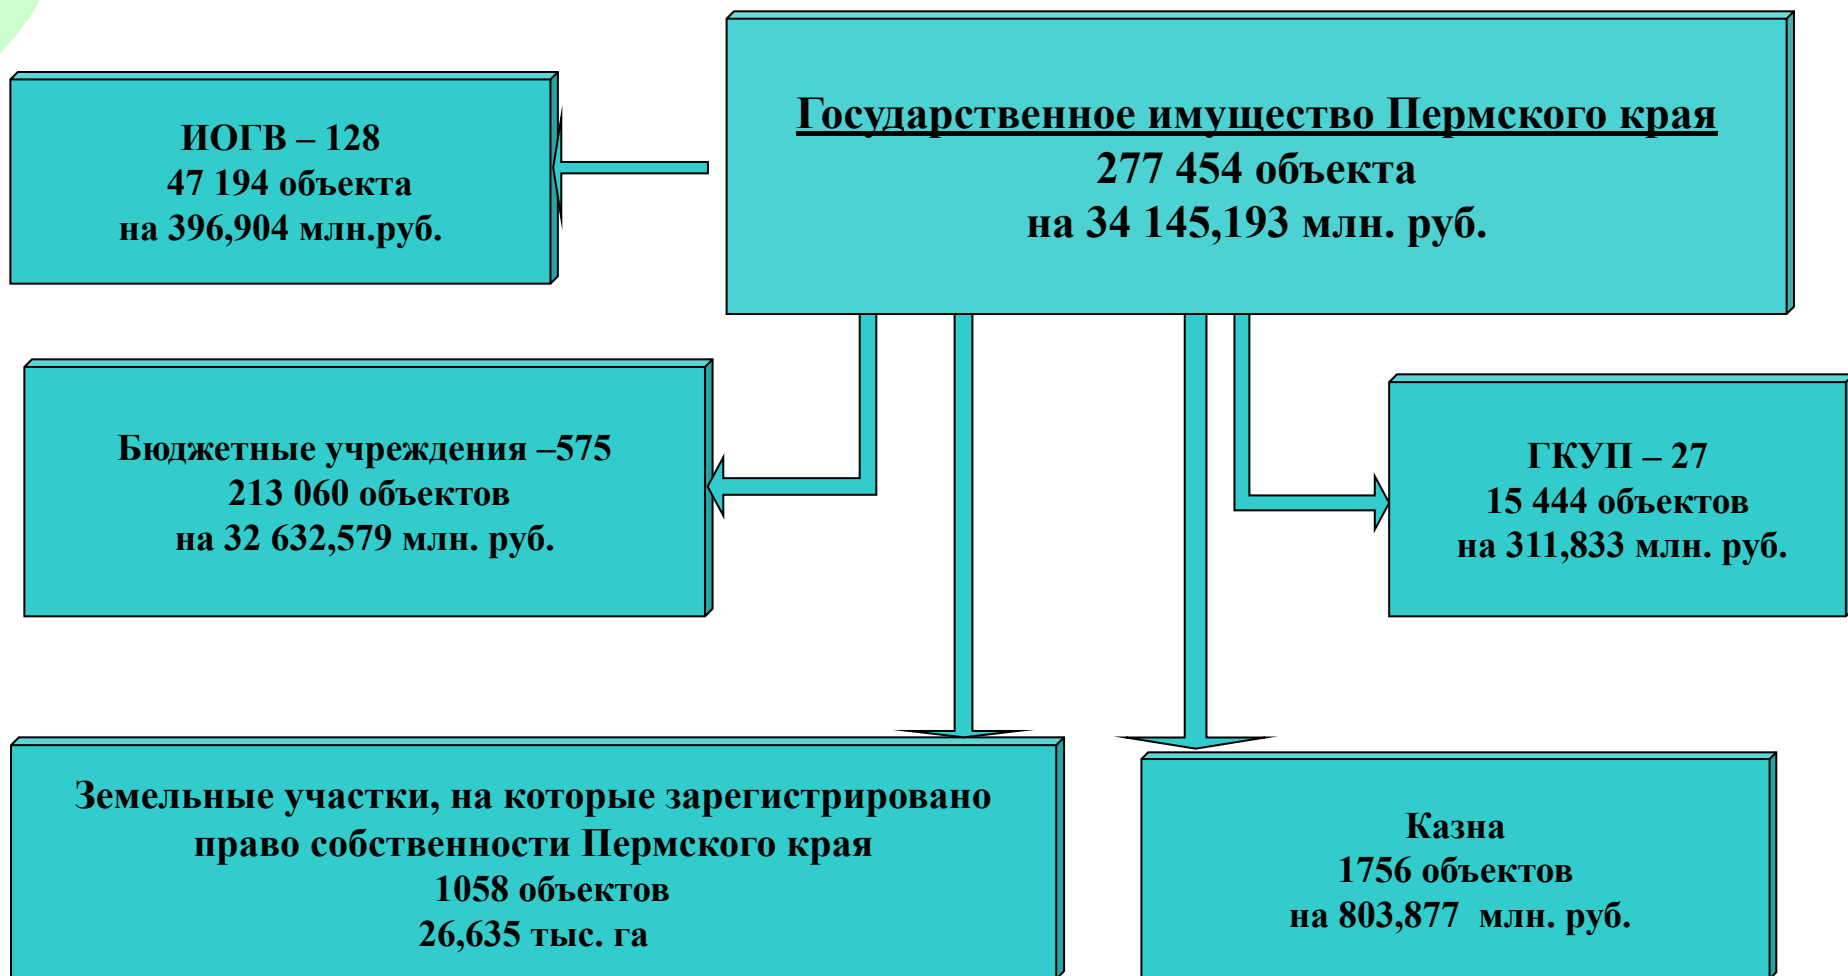 Государственное имущество Пермского края
277 454 объекта
на 34 145,193 млн. руб.
ИОГВ – 128
47 194 объекта
на 396,904 млн.руб.
Бюджетные учреждения –575
213 060 объектов
на 32 632,579 млн. руб.
ГКУП – 27
15 444 объектов
на 311,833 млн. руб.
Земельные участки, на которые зарегистрировано
право собственности Пермского края
1058 объектов
26,635 тыс. га
Казна
1756 объектов
на 803,877 млн. руб.